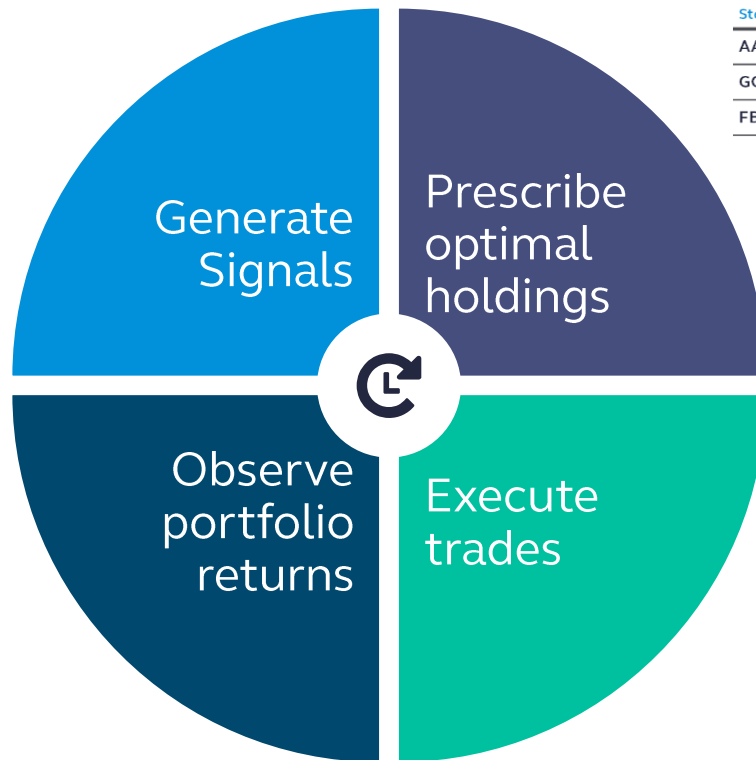 Generate
Signals
Prescribe
optimal
holdings
Observe
portfolio
returns
Execute
trades